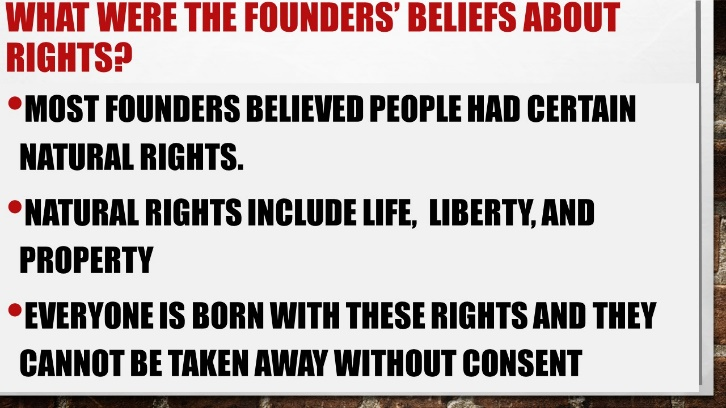 WHAT WERE THE FOUNDERS’ BELIEFS ABOUT
RIGHTS?
•MOST FOUNDERS BELIEVED PEOPLE HAD CERTAIN
NATURAL RIGHTS.
•NATURAL RIGHTS INCLUDE LIFE, LIBERTY, AND
PROPERTY
•EVERYONE IS BORN WITH THESE RIGHTS AND THEY
CANNOT BE TAKEN AWAY WITHOUT CONSENT